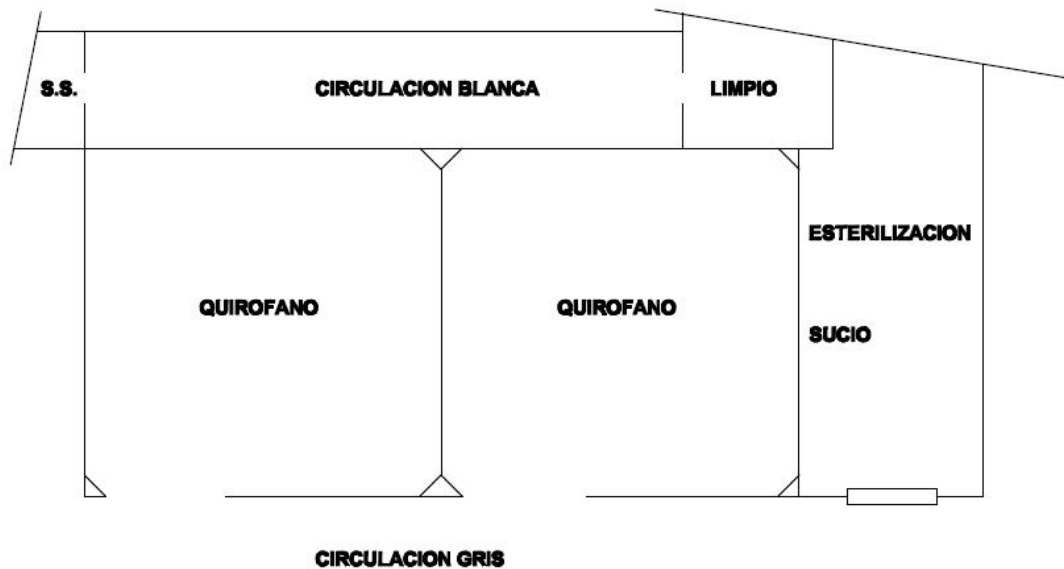 S.S.
CIRCULACION BLANCA
LIMPIO
ESTERILIZACION
QUIROFANO
QUIROFANO
SUCIO
CIRCULACION GRIS